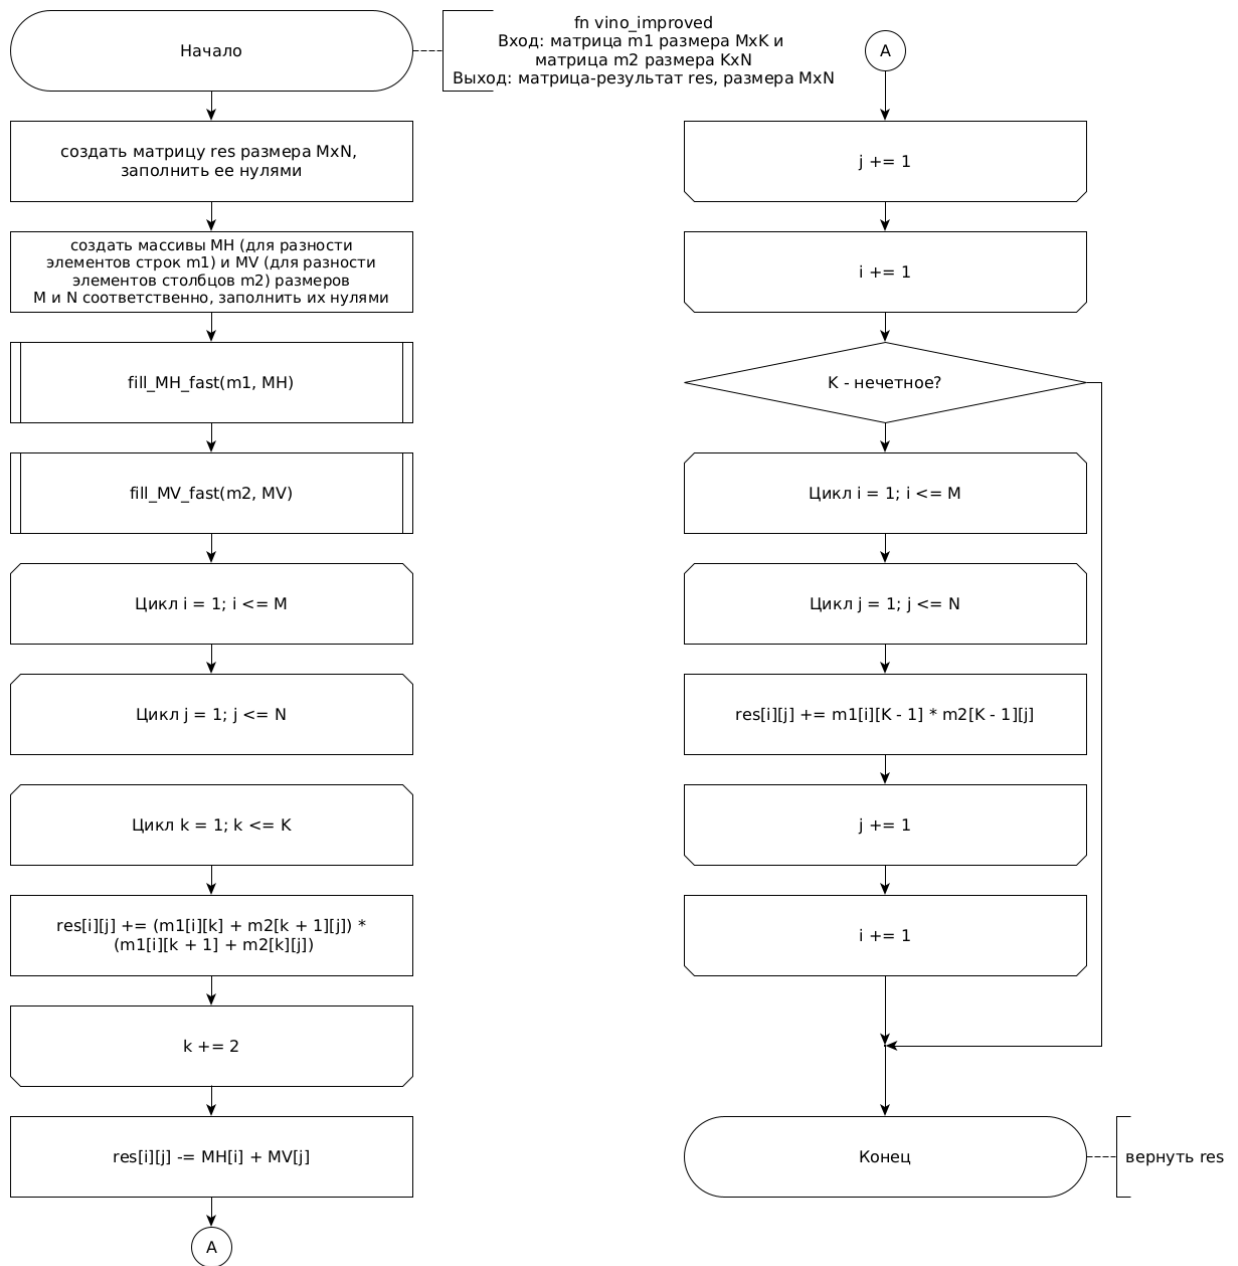 Начало
fn vino_improved
Вход: матрица m1 размера MxK и
матрица m2 размера KxN
Выход: матрица-результат res, размера MxN
создать матрицу res размера MxN,
заполнить ее нулями
создать массивы MH (для разности
элементов строк m1) и MV (для разности
элементов столбцов m2) размеров
M и N соответственно, заполнить их нулями
fill_MH_fast(m1, MH)
fill_MV_fast(m2, MV)
Цикл i = 1; i <= M
Цикл j = 1; j <= N
Цикл k = 1; k <= K
res[i][j] += (m1[i][k] + m2[k + 1][j]) *
(m1[i][k + 1] + m2[k][j])
k += 2
res[i][j] -= MH[i] + MV[j]
A
A
j += 1
i += 1
K - нечетное?
Цикл i = 1; i <= M
Цикл j = 1; j <= N
res[i][j] += m1[i][K - 1] * m2[K - 1][j]
j += 1
i += 1
Конец
вернуть res